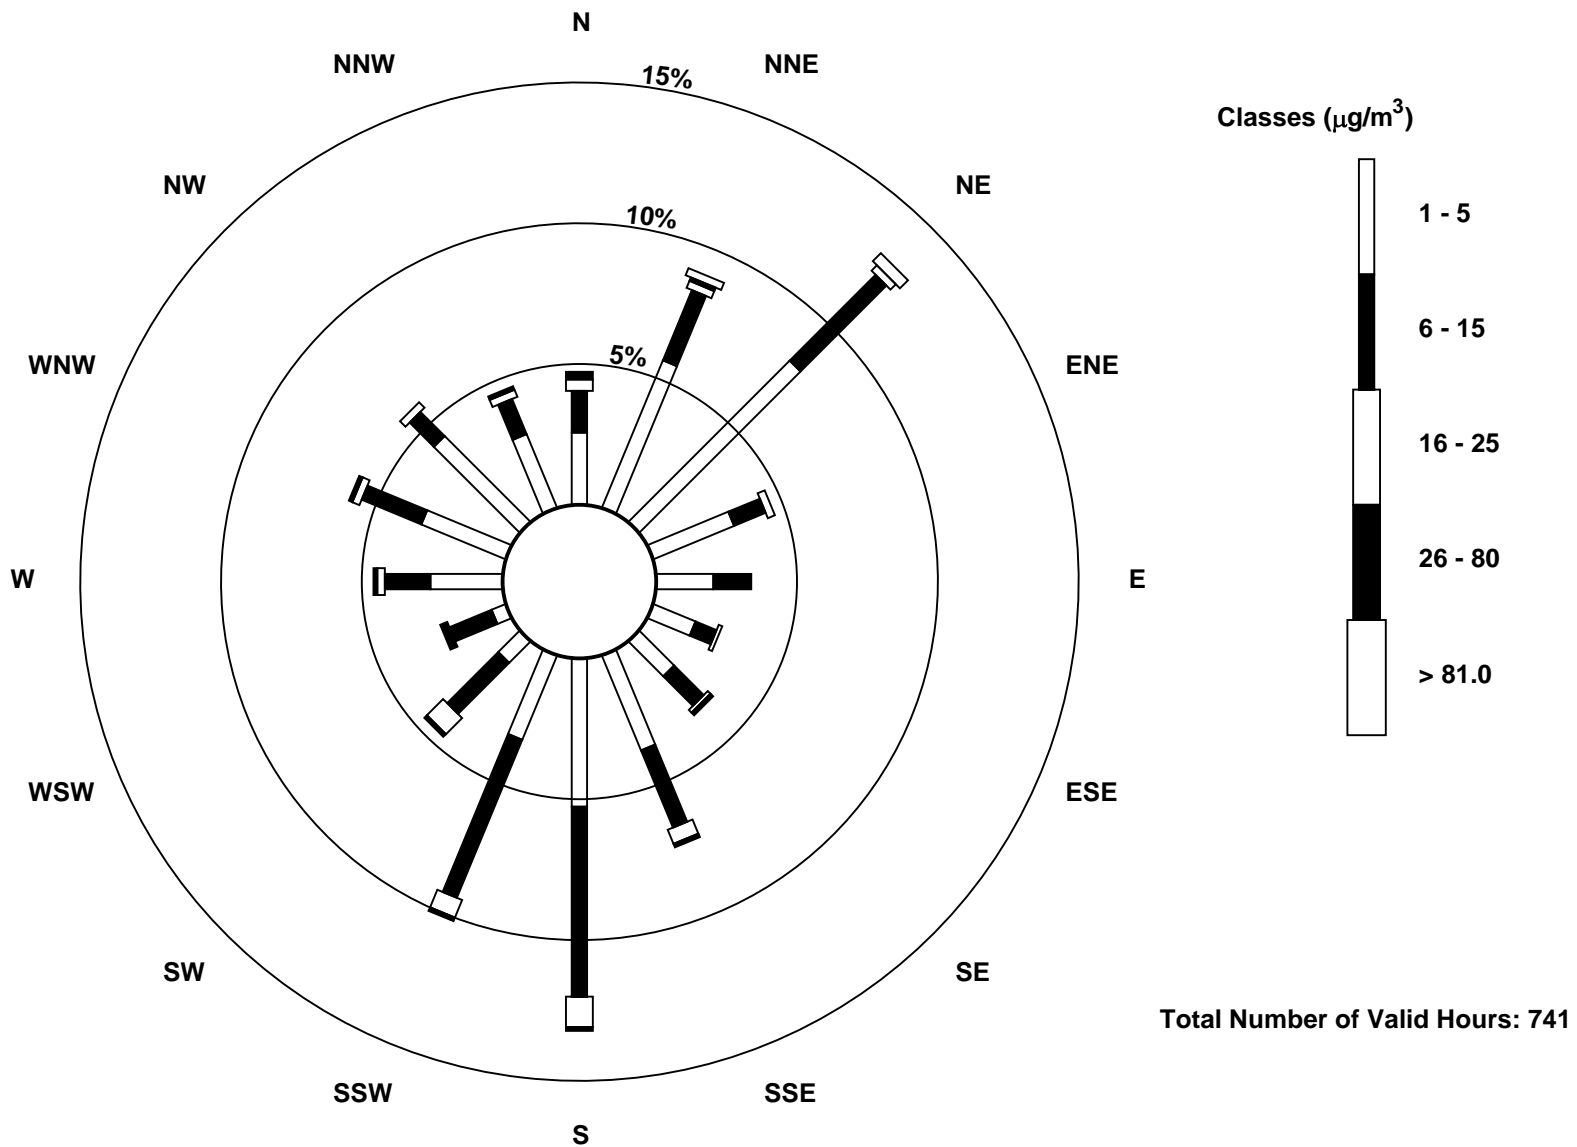 N
NNW
NNE
15%
Classes (μg/m³)
NW
NE
10%
1 - 5
6 - 15
WNW
ENE
5%
16 - 25
26 - 80
W
E
> 81.0
WSW
ESE
SW
SE
Total Number of Valid Hours: 741
SSW
SSE
S